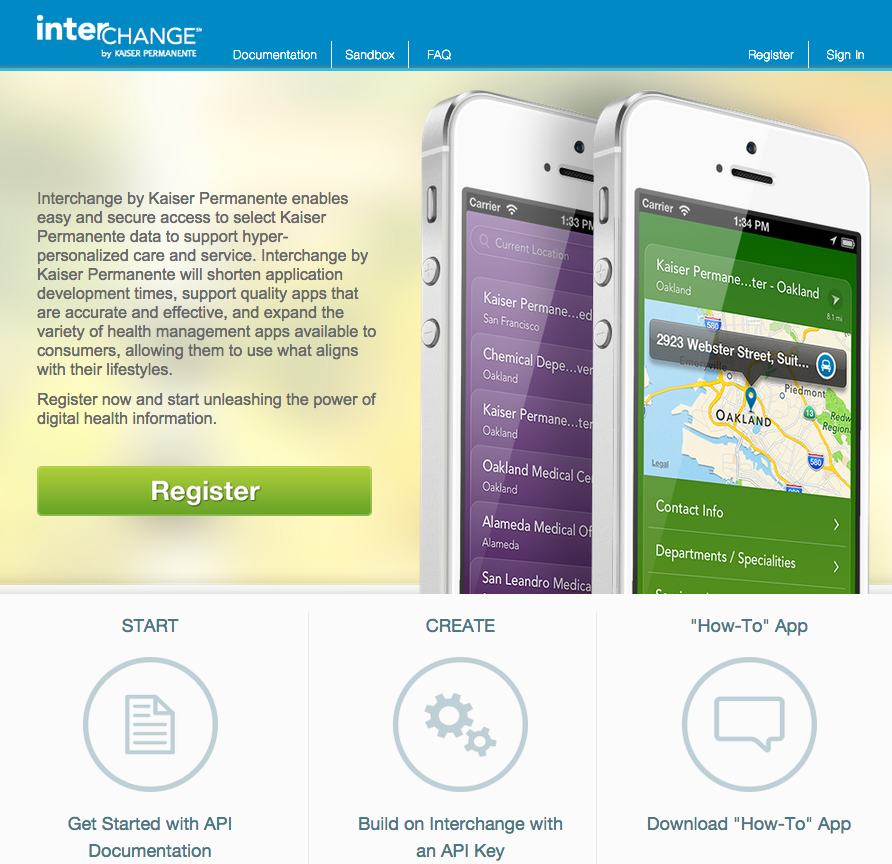 interCHANGE℠
by KAISER PERMANENTE
Documentation
Sandbox
FAQ
Register
Sign In
Interchange by Kaiser Permanente enables
easy and secure access to select Kaiser
Permanente data to support hyper-
personalized care and service. Interchange by
Kaiser Permanente will shorten application
development times, support quality apps that
are accurate and effective, and expand the
variety of health management apps available to
consumers, allowing them to use what aligns
with their lifestyles.
Register now and start unleashing the power of
digital health information.
Register
Carrier
1:33 PM
Current Location
Kaiser Permane...ed
San Francisco
Chemical Depe...ver
Oakland
Kaiser Permane...ter
Oakland
Oakland Medical Ce
Oakland
Alameda Medical Of
Alameda
San Leandro Medica
Carrier
1:34 PM
Kaiser Permane...ter - Oakland
Oakland
8.1 mi
580
2923 Webster Street, Suit...
Emeryville
Piedmont
OAKLAND
13
Redw
Region
580
Legal
Contact Info
Departments / Specialities
START
CREATE
"How-To" App
Get Started with API
Documentation
Build on Interchange with
an API Key
Download "How-To" App